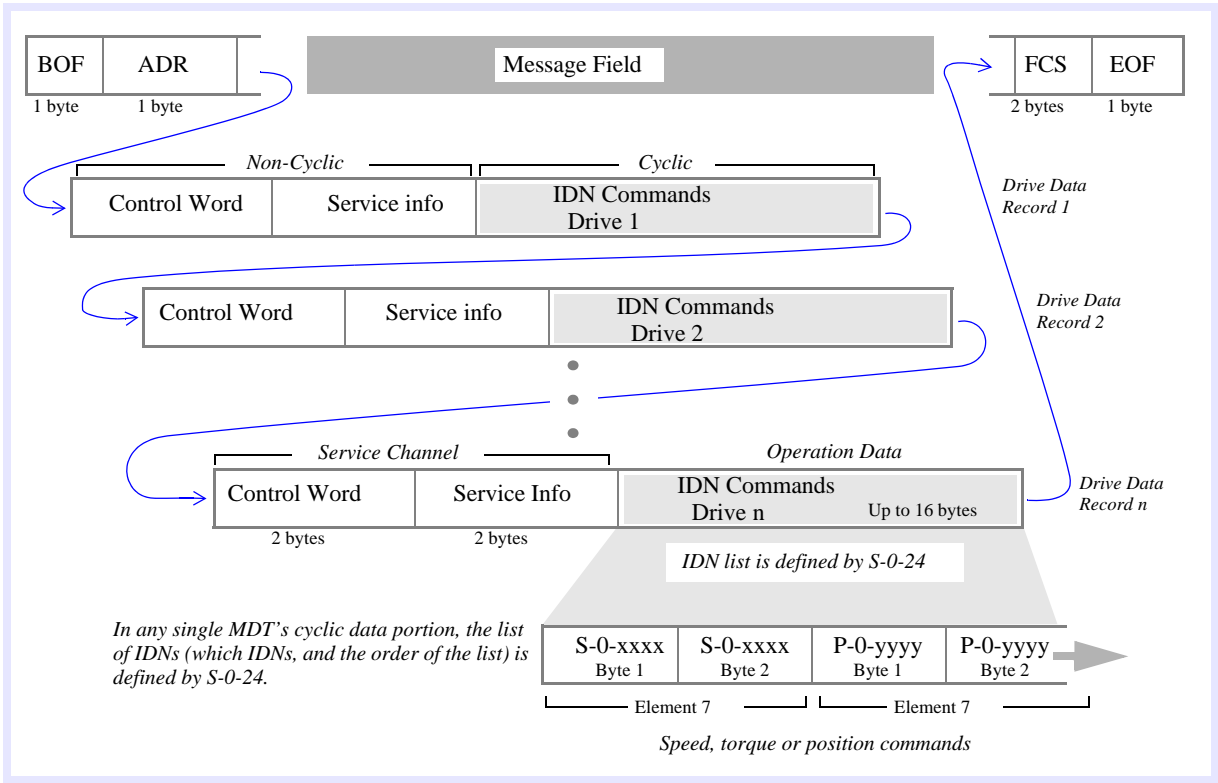 BOF ADR Message Field FCS EOF
1 byte 1 byte 2 bytes 1 byte
Non-Cyclic Cyclic
Control Word Service info IDN Commands
Drive 1
Drive Data
Record 1
Control Word Service info IDN Commands
Drive 2
Drive Data
Record 2
Service Channel Operation Data
Control Word Service Info IDN Commands
Drive n Up to 16 bytes
Drive Data
Record n
2 bytes 2 bytes
IDN list is defined by S-0-24
In any single MDT's cyclic data portion, the list
of IDNs (which IDNs, and the order of the list) is
defined by S-0-24.
S-0-xxxx S-0-xxxx P-0-yyyy P-0-yyyy
Byte 1 Byte 2 Byte 1 Byte 2
Element 7 Element 7
Speed, torque or position commands